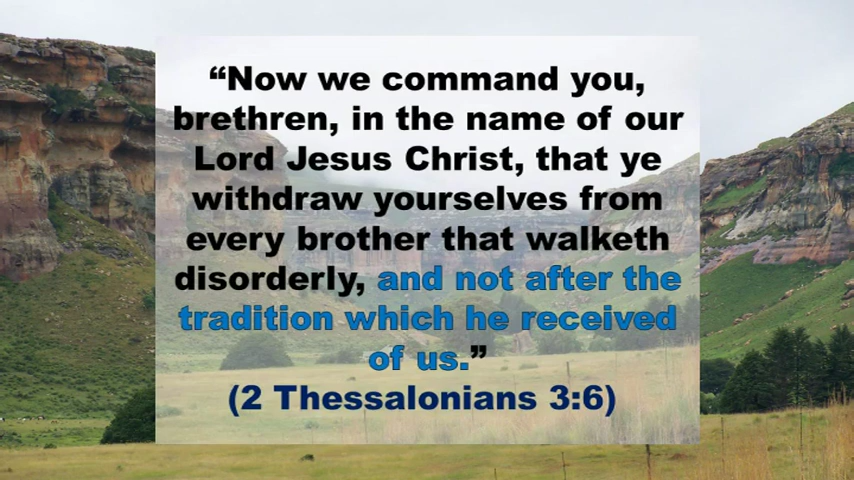 “Now we command you,
brethren, in the name of our
Lord Jesus Christ, that ye
withdraw yourselves from
every brother that walketh
disorderly, and not after the
tradition which he received
of us.”
(2 Thessalonians 3:6)